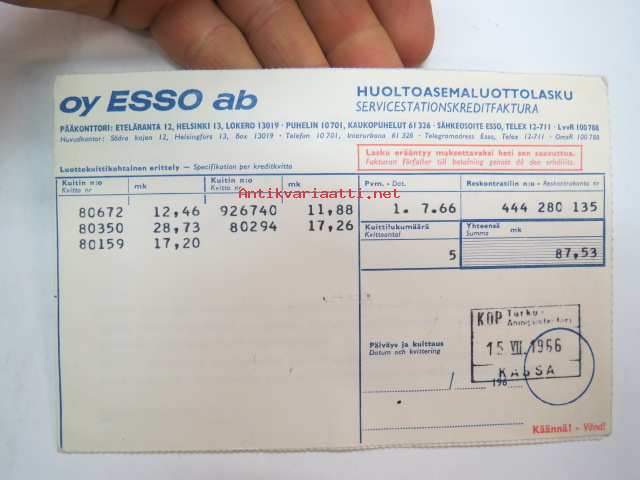 oy ESSO ab
HUOLTOASEMALUOTTOLASKU
SERVICESTATIONSKREDITFAKTURA
PÄÄKONTTORI: ETELÄRANTA 12, HELSINKI 13, LOKERO 13019 · PUHELIN 10 701, KAUKOPUHELUT 61 326 · SÄHKEOSOITE ESSO, TELEX 12-711 · LvvR 100 788
Huvudkontor: Södra kajen 12, Helsingfors 13, Box 13019 · Telefon 10 701, Interurbana 61 326 · Telegramadress Esso, Telex 12-711 · OmsR 100 788
Lasku erääntyy maksettavaksi heti sen saavuttua.
Fakturan förfaller till betalning genast då den erhållits.
Luottokuittikohtainen erittely — Specifikation per kreditkvitto
Kuitin n:o mk Kuitin n:o mk
Kvitto nr Kvitto nr
80672 12,46 926740 11,88
80350 28,73 80294 17,26
80159 17,20
Antikvariaatti.net
Pvm. - Dat. Reskontratilin n:o - Reskontrakonto nr
1. 7.66 444 280 135
Kuittilukumäärä Yhteensä mk
Kvittoantal Summa
5 87,53
Päiväys ja kuittaus
Datum och kvittering
KOP Turku-
15 VII. 1966
KASSA
/ 196
Käännä! - Vänd!